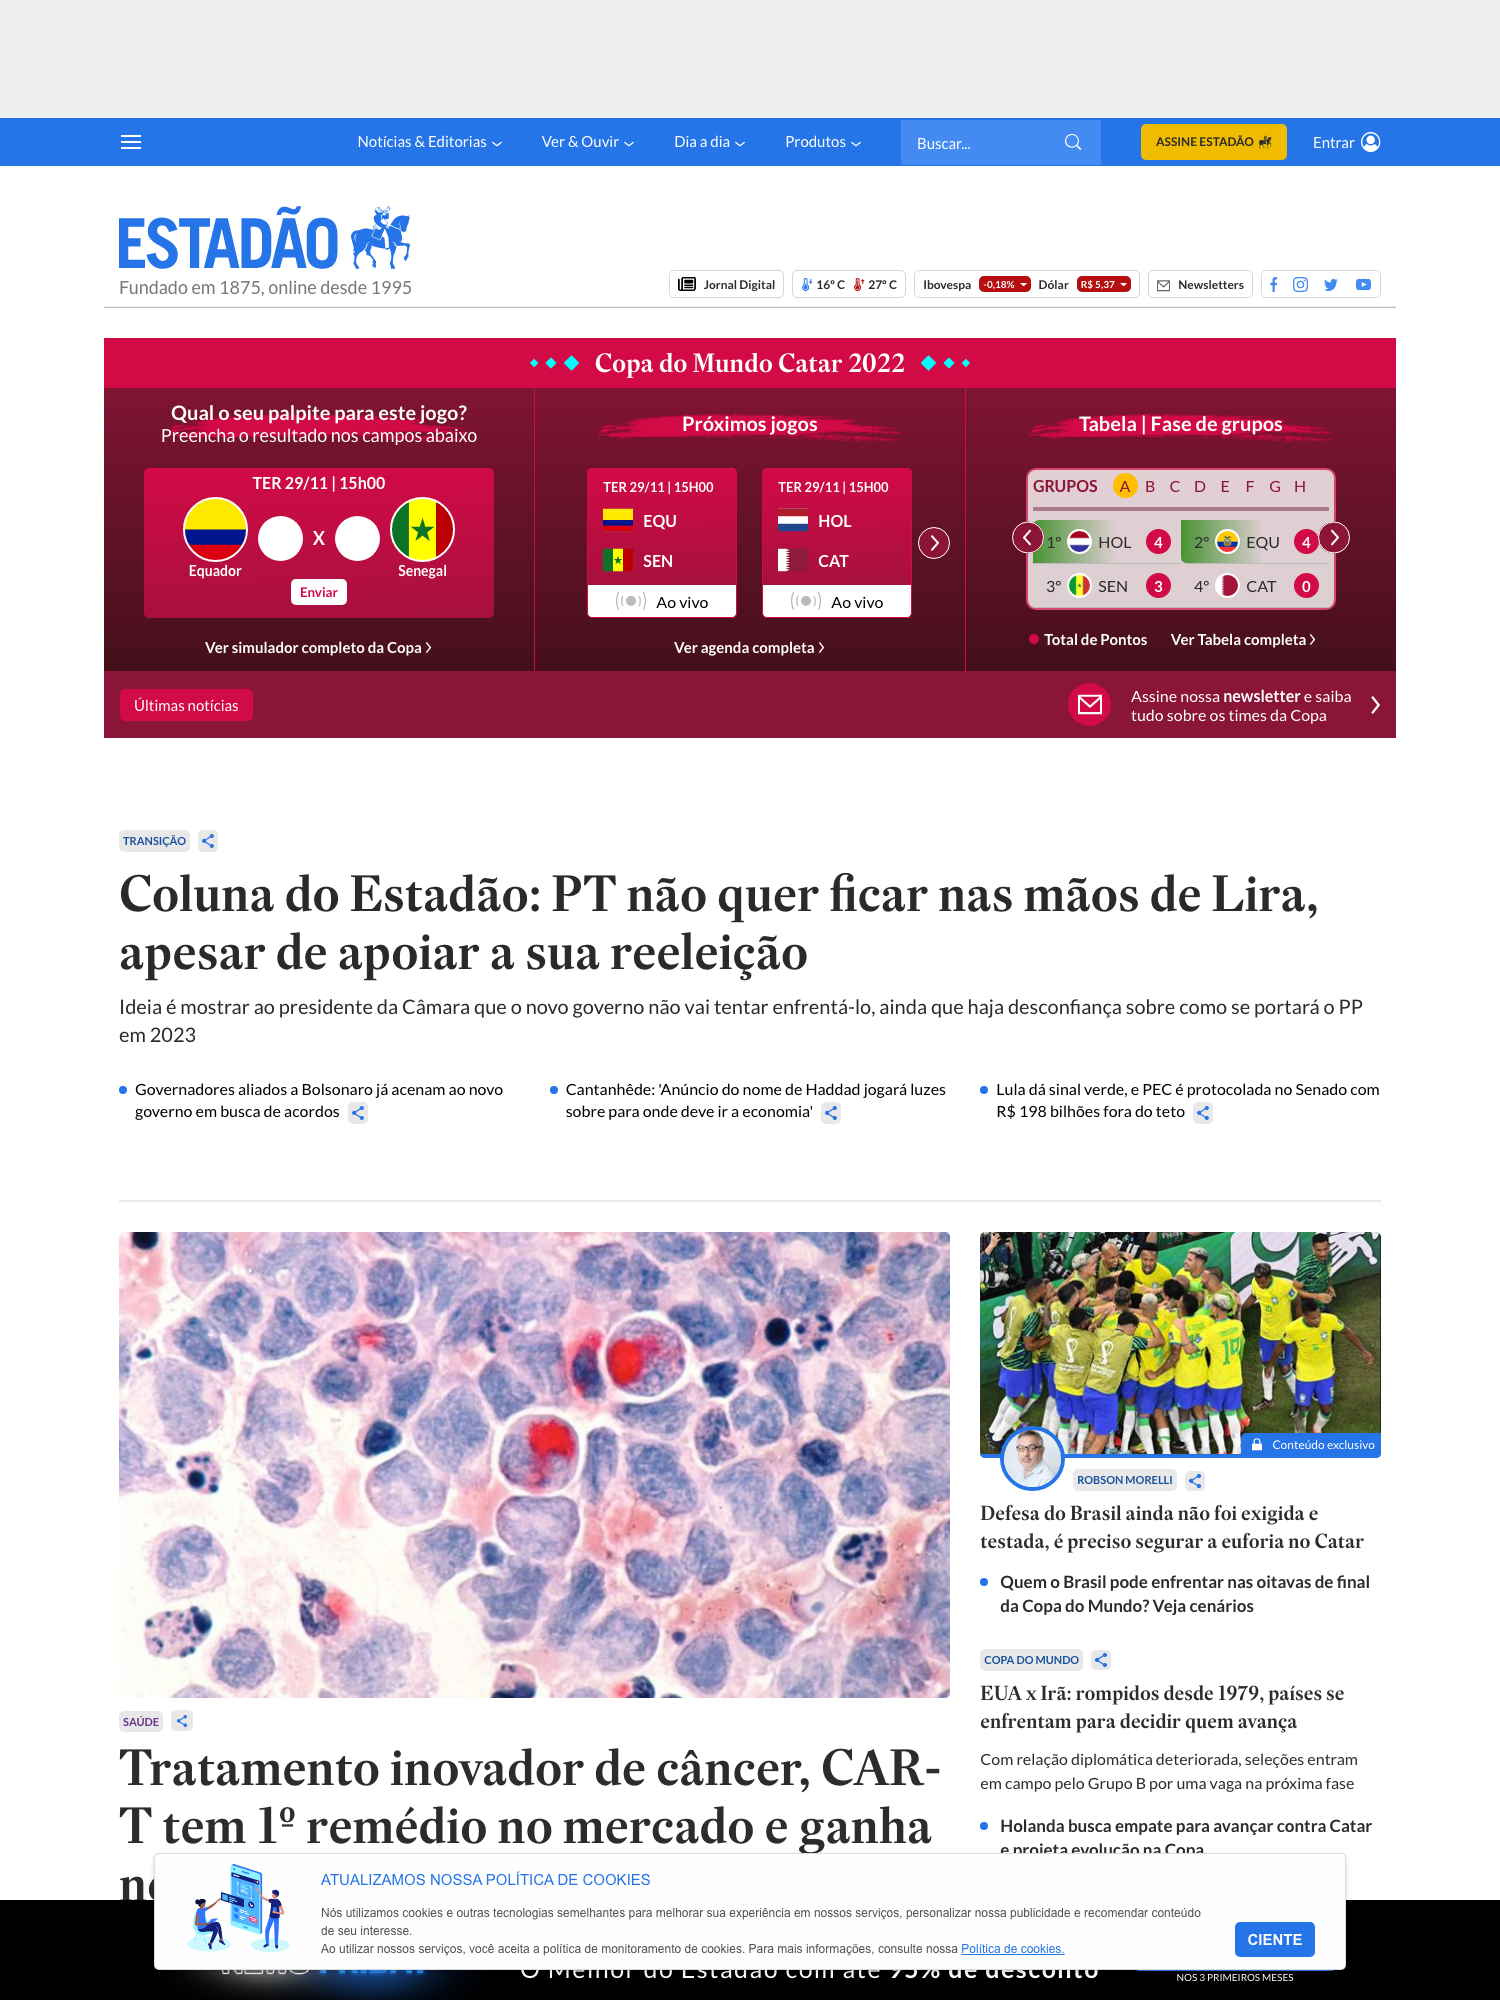 Notícias & Editorias
Ver & Ouvir
Dia a dia
Produtos
Buscar...
ASSINE ESTADÃO
Entrar
ESTADÃO
Fundado em 1875, online desde 1995
Jornal Digital
16º C 27º C
Ibovespa -0,18% Dólar R$ 5,37
Newsletters
Copa do Mundo Catar 2022
Qual o seu palpite para este jogo?
Preencha o resultado nos campos abaixo
TER 29/11 | 15h00
X
Equador
Senegal
Enviar
Ver simulador completo da Copa
Próximos jogos
TER 29/11 | 15H00
EQU
SEN
Ao vivo
TER 29/11 | 15H00
HOL
CAT
Ao vivo
Ver agenda completa
Tabela | Fase de grupos
GRUPOS A B C D E F G H
1º HOL 4 2º EQU 4
3º SEN 3 4º CAT 0
Total de Pontos Ver Tabela completa
Últimas notícias
Assine nossa newsletter e saiba
tudo sobre os times da Copa
TRANSIÇÃO
Coluna do Estadão: PT não quer ficar nas mãos de Lira,
apesar de apoiar a sua reeleição
Ideia é mostrar ao presidente da Câmara que o novo governo não vai tentar enfrentá-lo, ainda que haja desconfiança sobre como se portará o PP
em 2023
Governadores aliados a Bolsonaro já acenam ao novo
governo em busca de acordos
Cantanhêde: 'Anúncio do nome de Haddad jogará luzes
sobre para onde deve ir a economia'
Lula dá sinal verde, e PEC é protocolada no Senado com
R$ 198 bilhões fora do teto
SAÚDE
Tratamento inovador de câncer, CAR-
T tem 1º remédio no mercado e ganha
Conteúdo exclusivo
ROBSON MORELLI
Defesa do Brasil ainda não foi exigida e
testada, é preciso segurar a euforia no Catar
Quem o Brasil pode enfrentar nas oitavas de final
da Copa do Mundo? Veja cenários
COPA DO MUNDO
EUA x Irã: rompidos desde 1979, países se
enfrentam para decidir quem avança
Com relação diplomática deteriorada, seleções entram
em campo pelo Grupo B por uma vaga na próxima fase
Holanda busca empate para avançar contra Catar
e projeta evolução na Copa
ATUALIZAMOS NOSSA POLÍTICA DE COOKIES
Nós utilizamos cookies e outras tecnologias semelhantes para melhorar sua experiência em nossos serviços, personalizar nossa publicidade e recomendar conteúdo
de seu interesse.
Ao utilizar nossos serviços, você aceita a política de monitoramento de cookies. Para mais informações, consulte nossa Política de cookies.
CIENTE
O Melhor do Estadão com até 95% de desconto
NOS 3 PRIMEIROS MESES